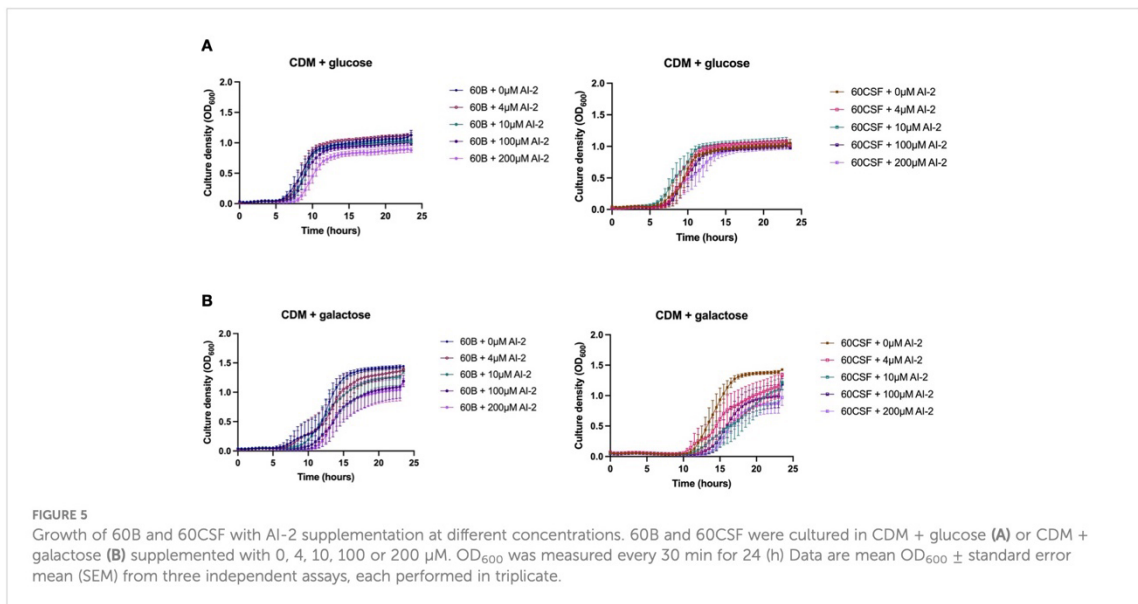 A
CDM + glucose
Culture density (OD600)
2.0
1.5
1.0
0.5
0.0
0 5 10 15 20 25
Time (hours)
60B + 0μM AI-2
60B + 4μM AI-2
60B + 10μM AI-2
60B + 100μM AI-2
60B + 200μM AI-2
CDM + glucose
Culture density (OD600)
2.0
1.5
1.0
0.5
0.0
0 5 10 15 20 25
Time (hours)
60CSF + 0μM AI-2
60CSF + 4μM AI-2
60CSF + 10μM AI-2
60CSF + 100μM AI-2
60CSF + 200μM AI-2
B
CDM + galactose
Culture density (OD600)
2.0
1.5
1.0
0.5
0.0
0 5 10 15 20 25
Time (hours)
60B + 0μM AI-2
60B + 4μM AI-2
60B + 10μM AI-2
60B + 100μM AI-2
60B + 200μM AI-2
CDM + galactose
Culture density (OD600)
2.0
1.5
1.0
0.5
0.0
0 5 10 15 20 25
Time (hours)
60CSF + 0μM AI-2
60CSF + 4μM AI-2
60CSF + 10μM AI-2
60CSF + 100μM AI-2
60CSF + 200μM AI-2
FIGURE 5
Growth of 60B and 60CSF with AI-2 supplementation at different concentrations. 60B and 60CSF were cultured in CDM + glucose (A) or CDM +
galactose (B) supplemented with 0, 4, 10, 100 or 200 μM. OD600 was measured every 30 min for 24 (h) Data are mean OD600 ± standard error
mean (SEM) from three independent assays, each performed in triplicate.